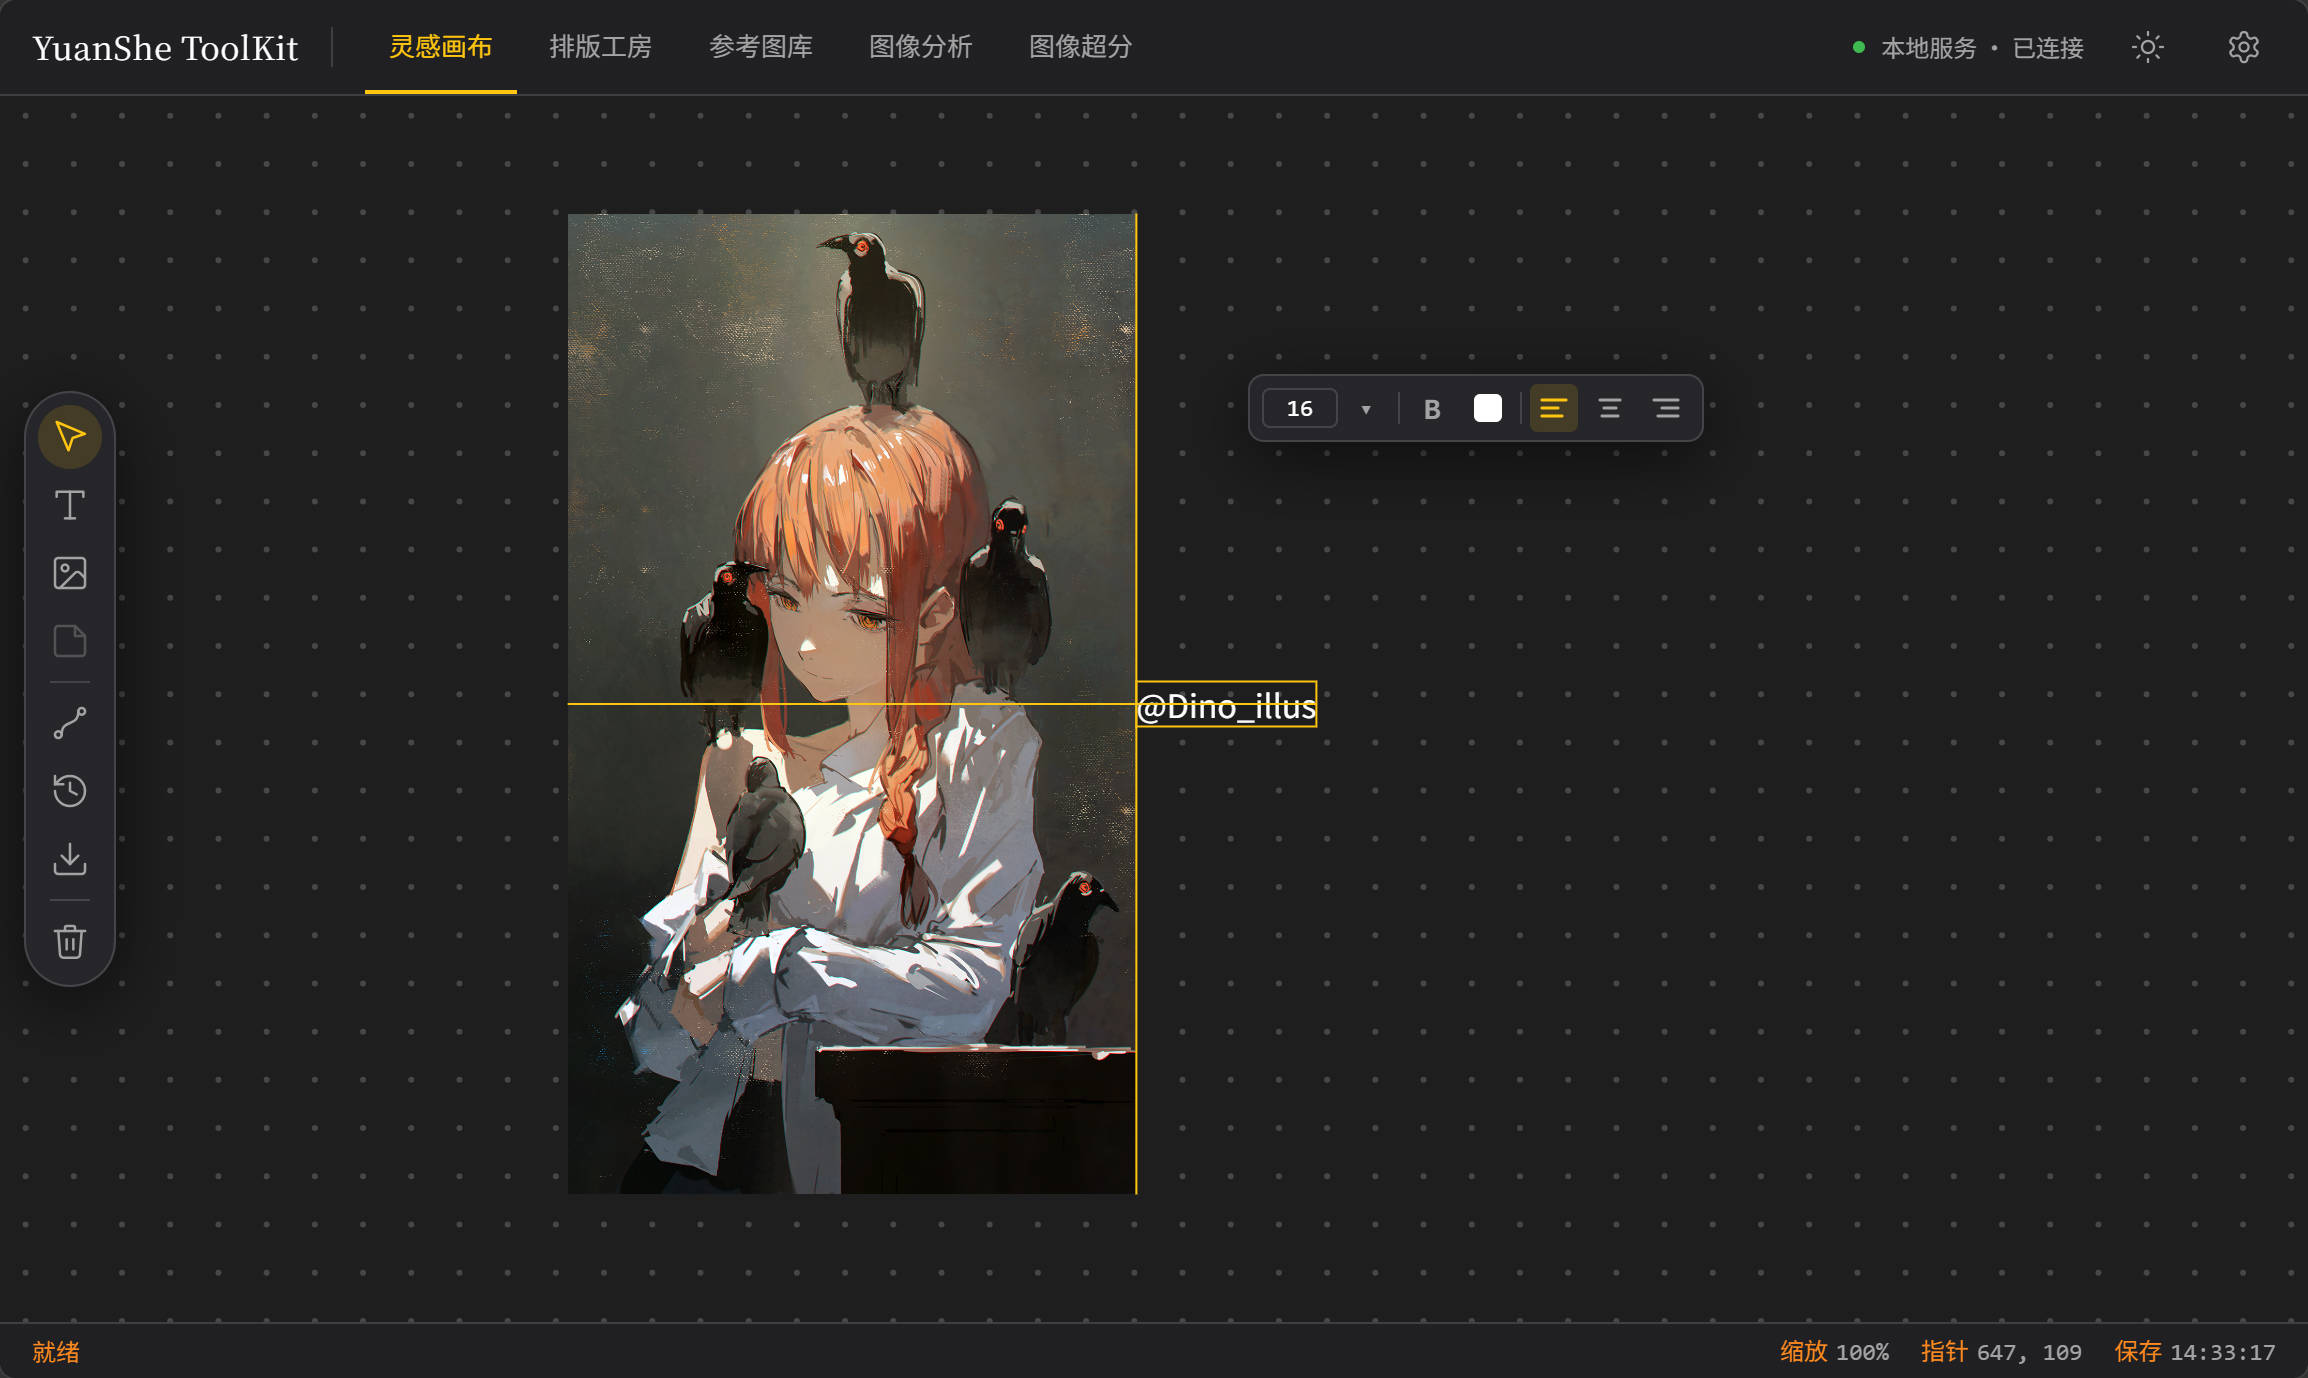 YuanShe ToolKit
灵感画布
排版工房
参考图库
图像分析
图像超分
本地服务 • 已连接
16
B
@Dino_illus
就绪
缩放 100%
指针 647, 109
保存 14:33:17